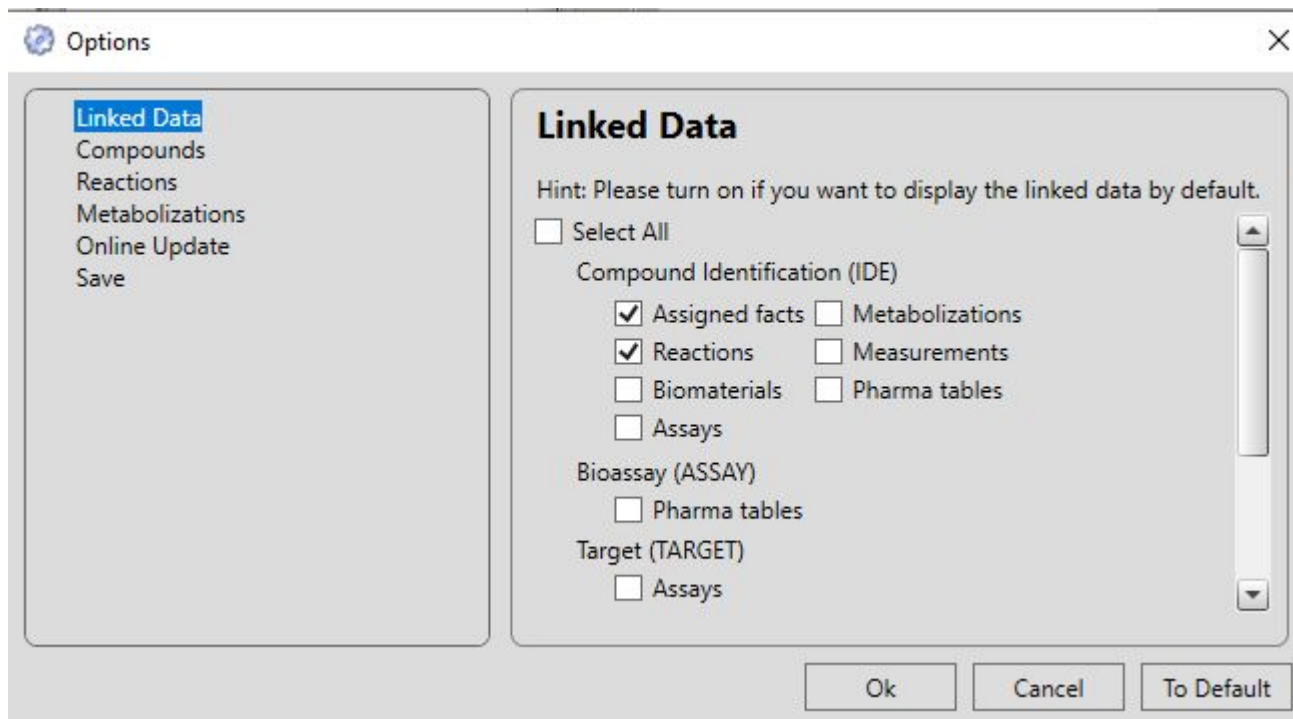 Options
Linked Data
Compounds
Reactions
Metabolizations
Online Update
Save
Linked Data
Hint: Please turn on if you want to display the linked data by default.
Select All
Compound Identification (IDE)
Assigned facts Metabolizations
Reactions Measurements
Biomaterials Pharma tables
Assays
Bioassay (ASSAY)
Pharma tables
Target (TARGET)
Assays
Ok Cancel To Default